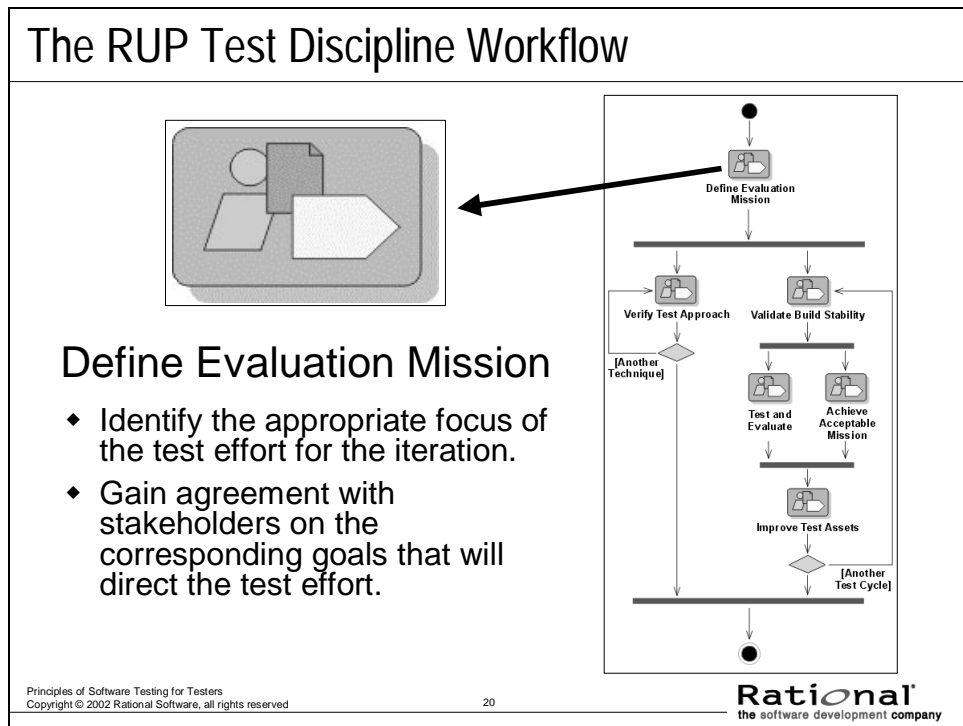 The RUP Test Discipline Workflow
Define Evaluation Mission
◆ Identify the appropriate focus of
the test effort for the iteration.
◆ Gain agreement with
stakeholders on the
corresponding goals that will
direct the test effort.
Define Evaluation
Mission
Verify Test Approach
Validate Build Stability
[Another
Technique]
Test and
Evaluate
Achieve
Acceptable
Mission
Improve Test Assets
[Another
Test Cycle]
Principles of Software Testing for Testers
Copyright © 2002 Rational Software, all rights reserved
20
Rational
the software development company